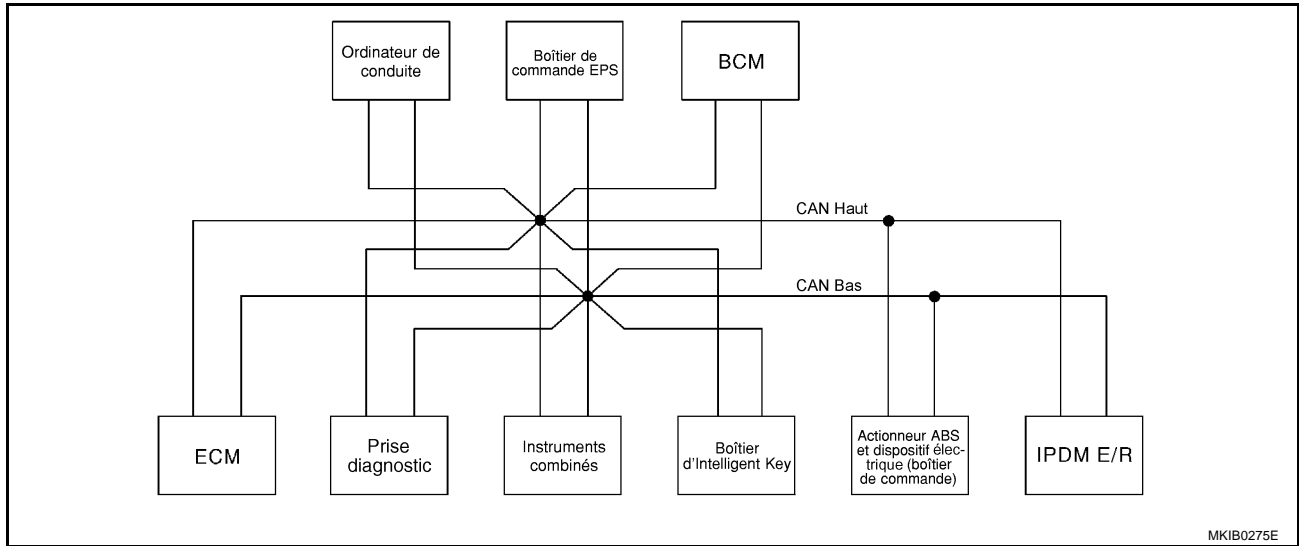 Ordinateur de
conduite
Boîtier de
commande EPS
BCM
CAN Haut
CAN Bas
ECM
Prise
diagnostic
Instruments
combinés
Boîtier
d'Intelligent Key
Actionneur ABS
et dispositif élec-
trique (boîtier
de commande)
IPDM E/R
MKIB0275E